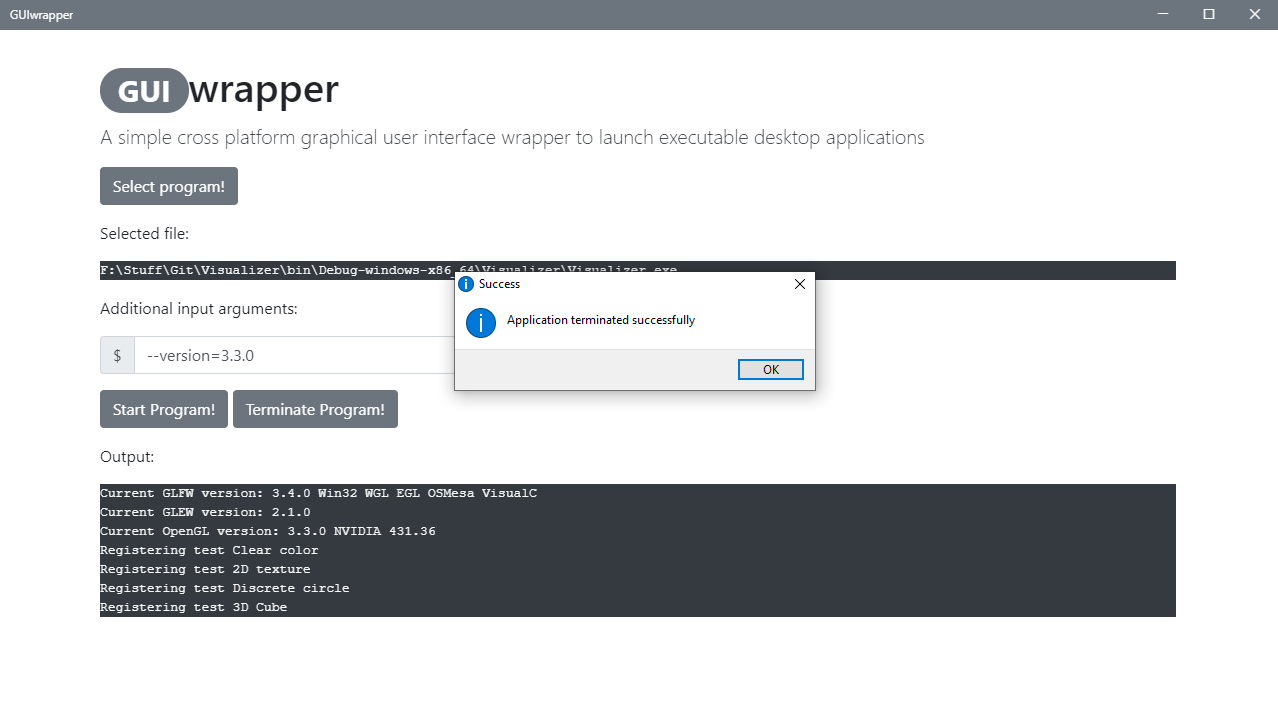 GUIwrapper
GUI wrapper
A simple cross platform graphical user interface wrapper to launch executable desktop applications
Select program!
Selected file:
F:\Stuff\Git\Visualizer\bin\Debug-windows-x86_64\Visualizer\Visualizer.exe
Success
Additional input arguments:
Application terminated successfully
$ --version=3.3.0
OK
Start Program! Terminate Program!
Output:
Current GLFW version: 3.4.0 Win32 WGL EGL OSMesa VisualC
Current GLEW version: 2.1.0
Current OpenGL version: 3.3.0 NVIDIA 431.36
Registering test Clear color
Registering test 2D texture
Registering test Discrete circle
Registering test 3D Cube